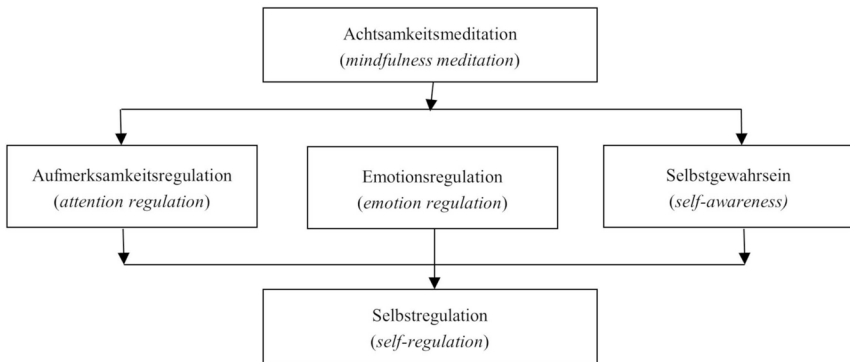 Achtsamkeitsmeditation
(mindfulness meditation)
Aufmerksamkeitsregulation
(attention regulation)
Emotionsregulation
(emotion regulation)
Selbstgewahrsein
(self-awareness)
Selbstregulation
(self-regulation)